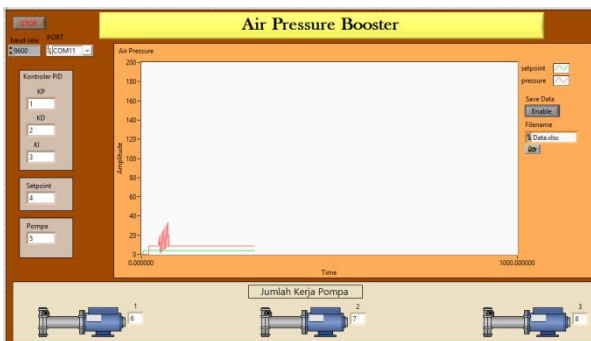 STOP
Air Pressure Booster
baud rate PORT
9600 COM11
Air Pressure
Kontroler PID
KP
1
KD
2
KI
3
Setpoint
4
Pompa
5
Amplitude
200
180
160
140
120
100
80
60
40
20
0
0.000000
1000.000000
Time
setpoint
pressure
Save Data
Enable
Filename
Data.xlsx
Jumlah Kerja Pompa
1
6
2
7
3
8